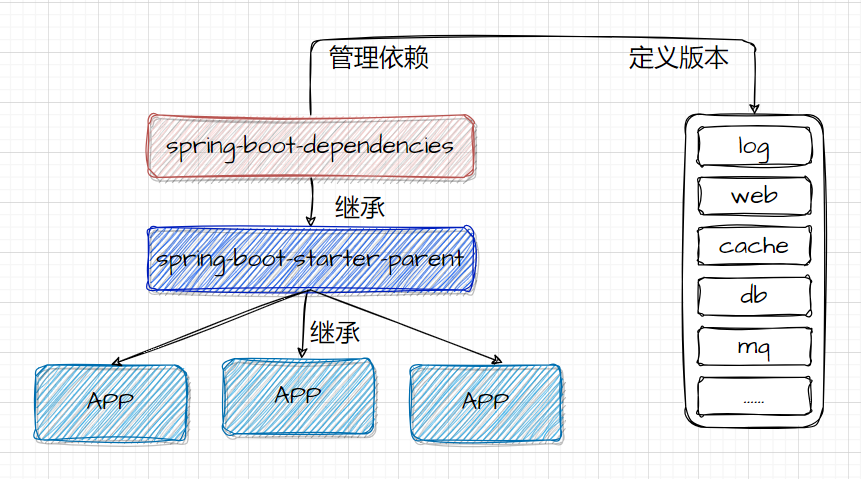 管理依赖
定义版本
spring-boot-dependencies
继承
spring-boot-starter-parent
继承
APP
APP
APP
log
web
cache
db
mq
......